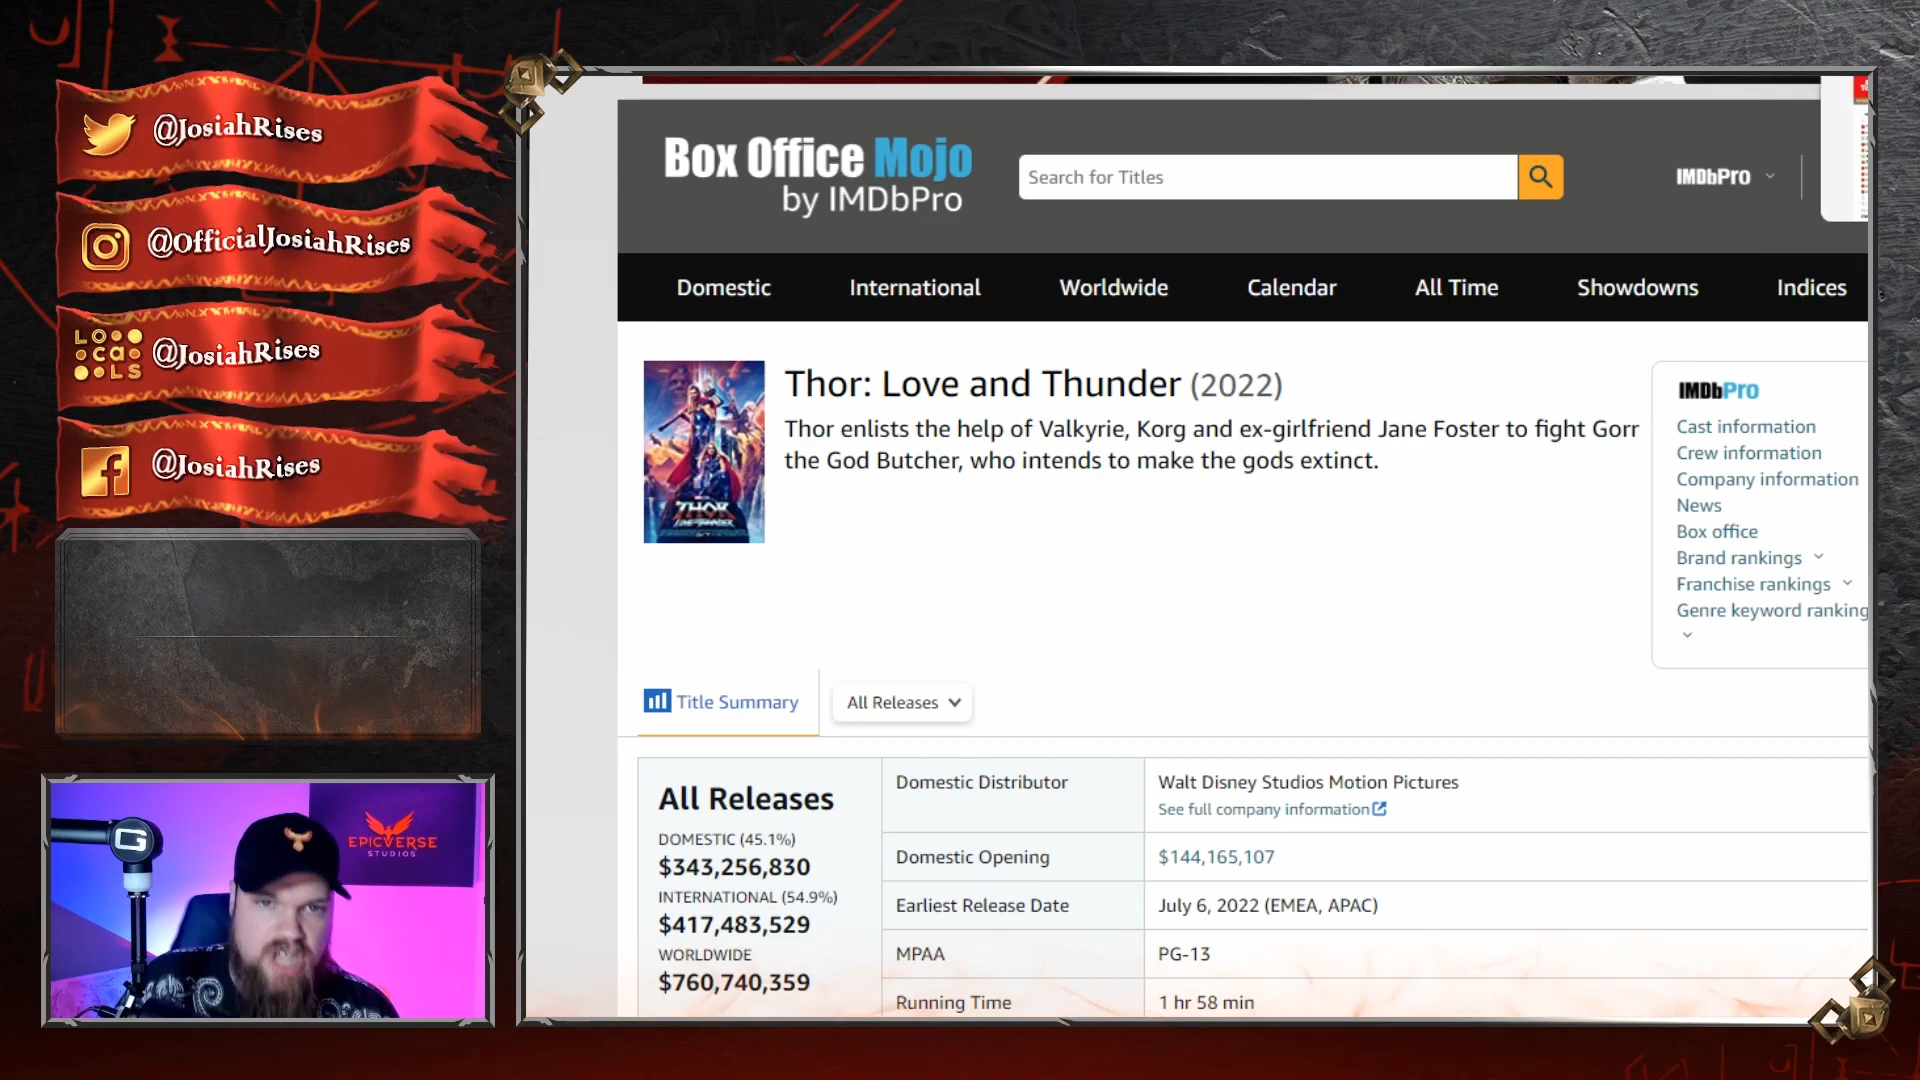 @JosiahRises
@OfficialJosiahRises
LOCALS
@JosiahRises
@JosiahRises
G
EPICVERSE
STUDIOS
Box Office Mojo
by IMDbPro
Search for Titles
IMDbPro
Domestic International Worldwide Calendar All Time Showdowns Indices
Thor: Love and Thunder (2022)
Thor enlists the help of Valkyrie, Korg and ex-girlfriend Jane Foster to fight Gorr
the God Butcher, who intends to make the gods extinct.
THOR
LOVE AND THUNDER
IMDbPro
Cast information
Crew information
Company information
News
Box office
Brand rankings
Franchise rankings
Genre keyword ranking
Title Summary
All Releases
All Releases
DOMESTIC (45.1%)
$343,256,830
INTERNATIONAL (54.9%)
$417,483,529
WORLDWIDE
$760,740,359
Domestic Distributor Walt Disney Studios Motion Pictures
See full company information
Domestic Opening $144,165,107
Earliest Release Date July 6, 2022 (EMEA, APAC)
MPAA PG-13
Running Time 1 hr 58 min